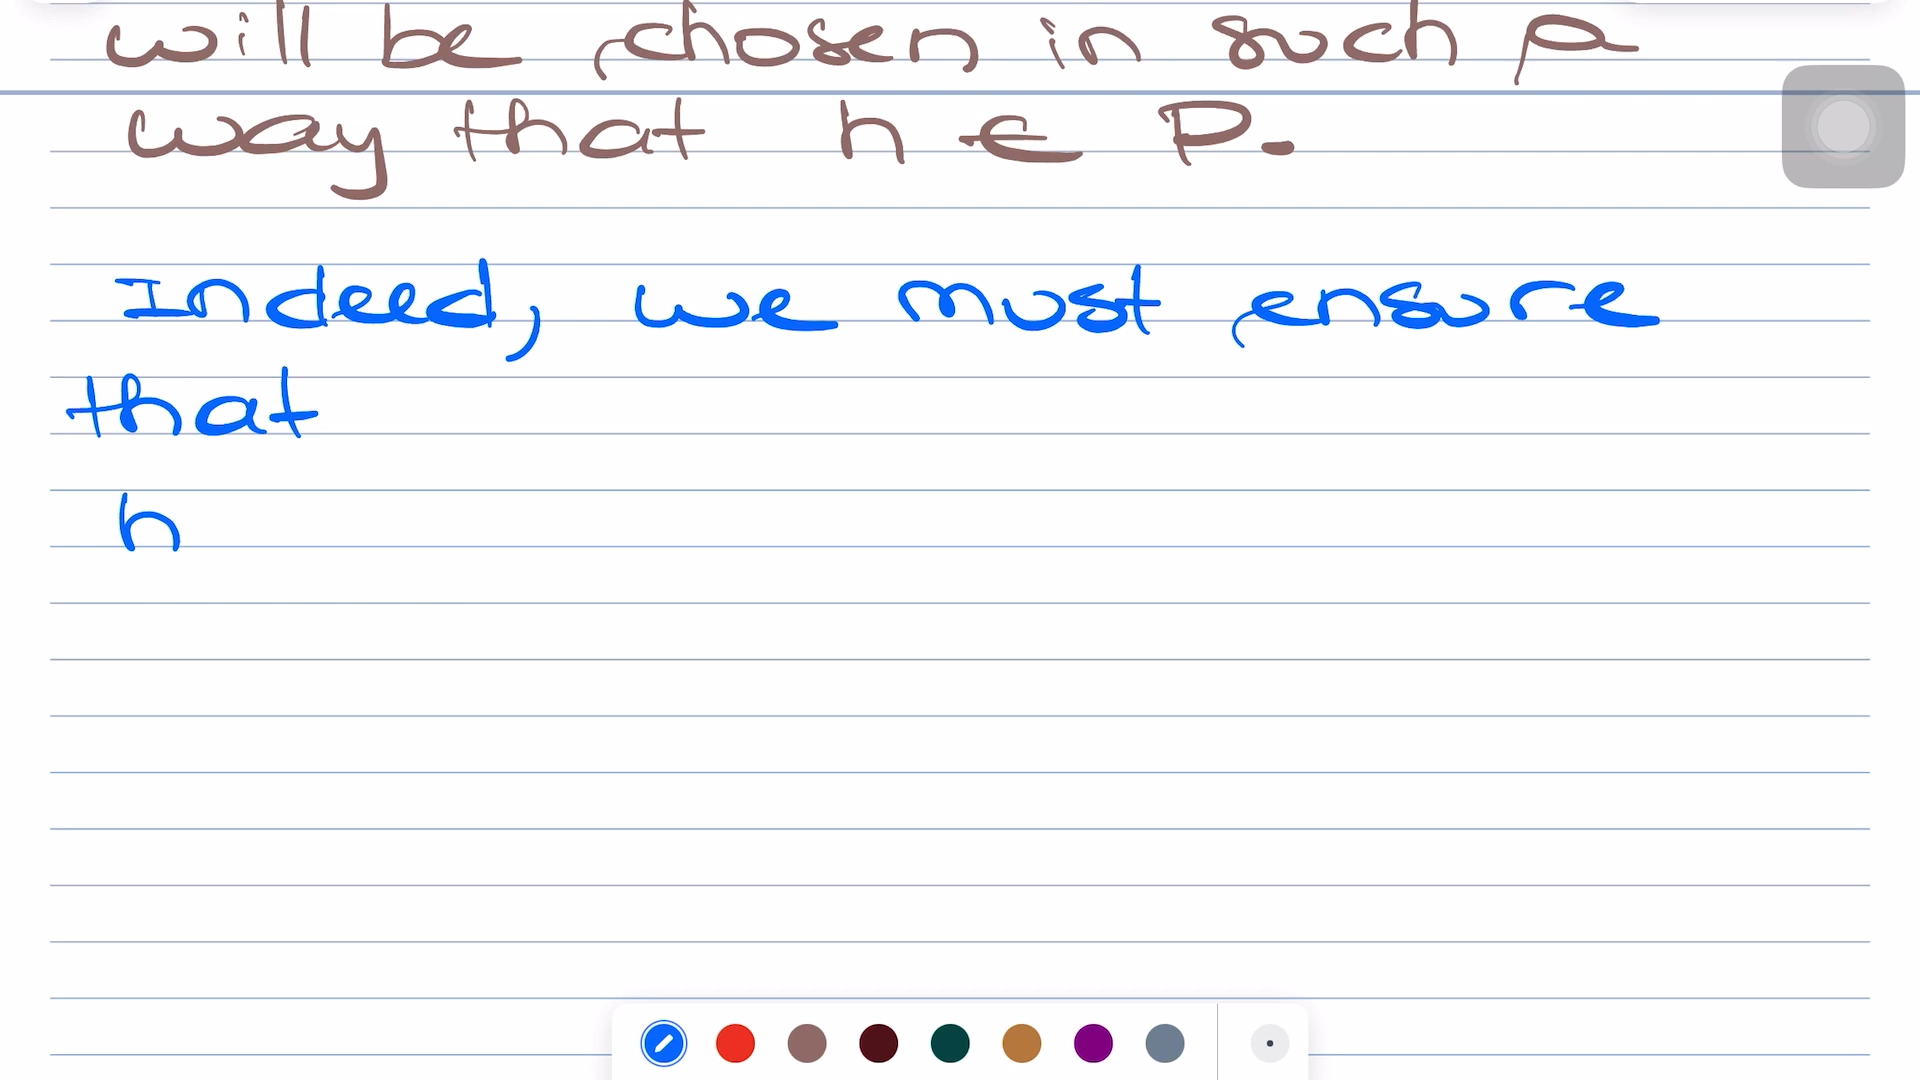 will be chosen in such a
way that h ∈ P.
Indeed, we must ensure
that
h